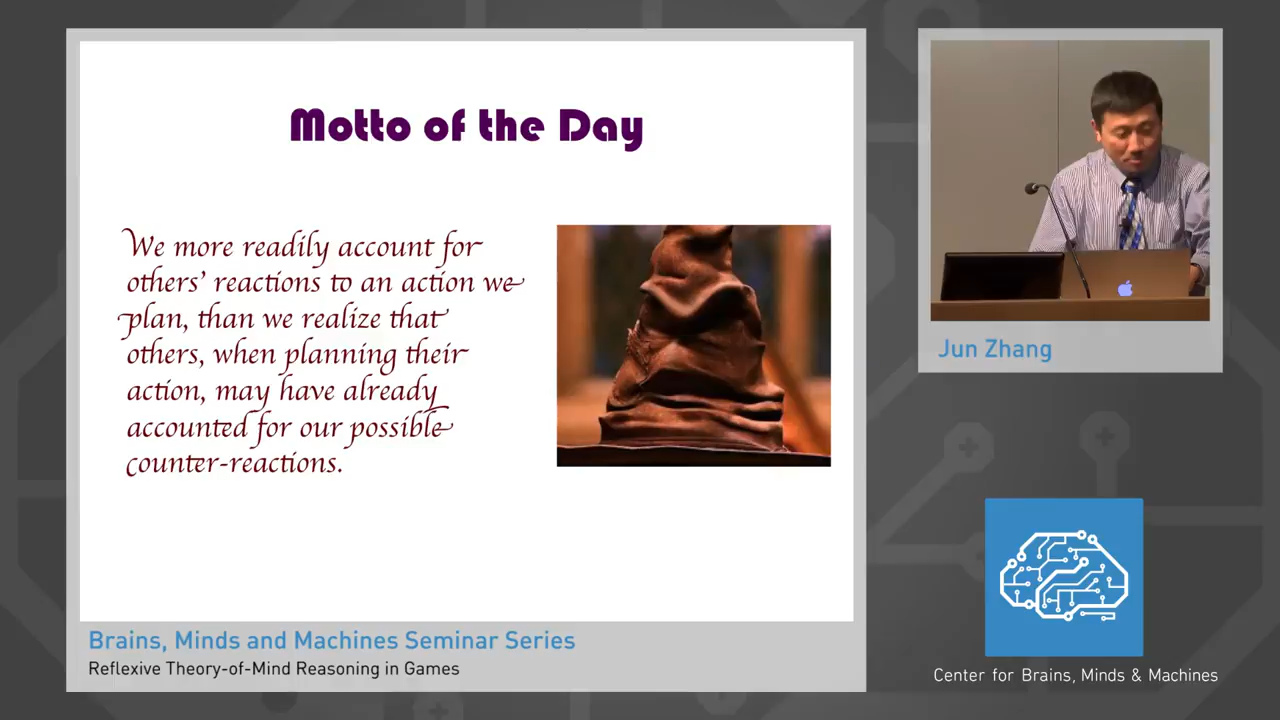 Motto of the Day
We more readily account for
others' reactions to an action we
plan, than we realize that
others, when planning their
action, may have already
accounted for our possible
counter-reactions.
Jun Zhang
Brains, Minds and Machines Seminar Series
Reflexive Theory-of-Mind Reasoning in Games
Center for Brains, Minds & Machines